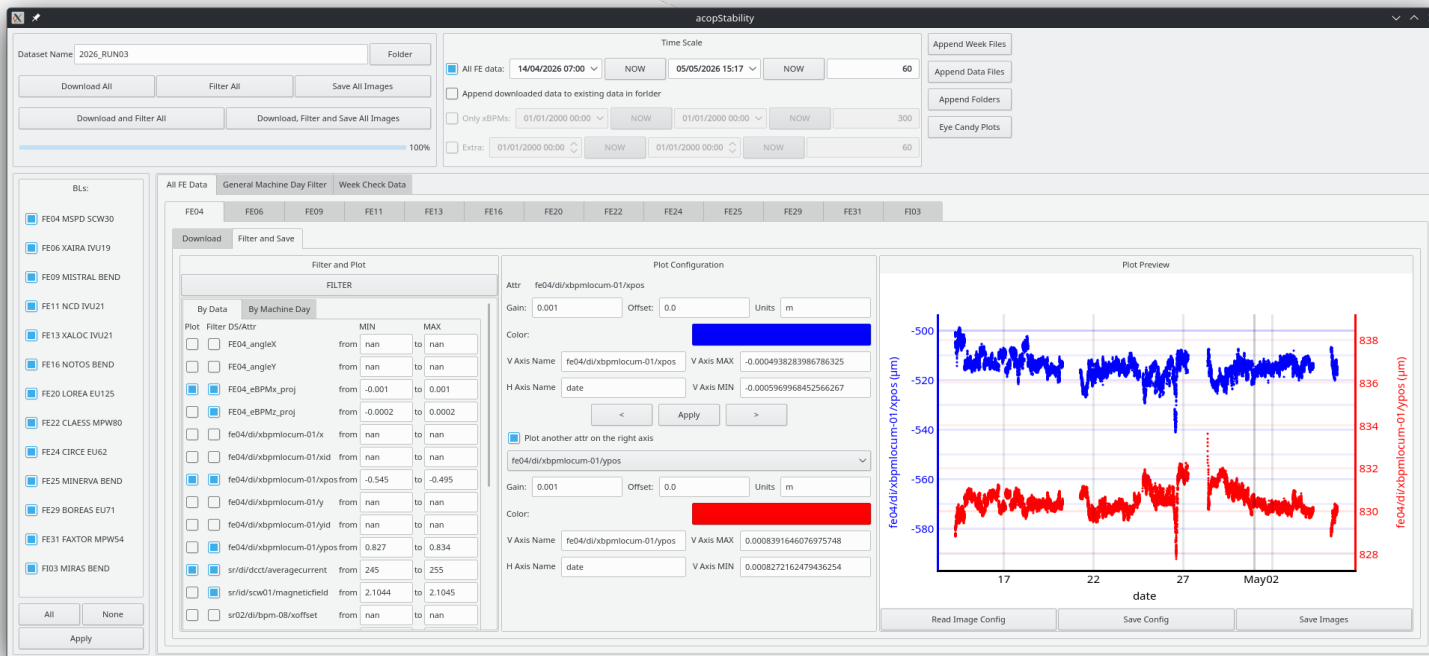 acopStability
Dataset Name 2026_RUN03 Folder
Download All Filter All Save All Images
Download and Filter All Download, Filter and Save All Images
100%
Time Scale
All FE data: 14/04/2026 07:00 NOW 05/05/2026 15:17 NOW 60
Append downloaded data to existing data in forlder
Only xBPMs: 01/01/2000 00:00 NOW 01/01/2000 00:00 NOW 300
Extra: 01/01/2000 00:00 NOW 01/01/2000 00:00 NOW 60
Append Week Files
Append Data Files
Append Folders
Eye Candy Plots
BLs:
FE04 MSPD SCW30
FE06 XAIRA IVU19
FE09 MISTRAL BEND
FE11 NCD IVU21
FE13 XALOC IVU21
FE16 NOTOS BEND
FE20 LOREA EU125
FE22 CLAESS MPW80
FE24 CIRCE EU62
FE25 MINERVA BEND
FE29 BOREAS EU71
FE31 FAXTOR MPW54
FI03 MIRAS BEND
All None
Apply
All FE Data General Machine Day Filter Week Check Data
FE04 FE06 FE09 FE11 FE13 FE16 FE20 FE22 FE24 FE25 FE29 FE31 FI03
Download Filter and Save
Filter and Plot
FILTER
By Data By Machine Day
Plot Filter DS/Attr MIN MAX
FE04_angleX from nan to nan
FE04_angleY from nan to nan
FE04_eBPMx_proj from -0.001 to 0.001
FE04_eBPMz_proj from -0.0002 to 0.0002
fe04/di/xbpmlocum-01/x from nan to nan
fe04/di/xbpmlocum-01/xid from nan to nan
fe04/di/xbpmlocum-01/xpos from -0.545 to -0.495
fe04/di/xbpmlocum-01/y from nan to nan
fe04/di/xbpmlocum-01/yid from nan to nan
fe04/di/xbpmlocum-01/ypos from 0.827 to 0.834
sr/di/dcct/averagecurrent from 245 to 255
sr/id/scw01/magneticfield from 2.1044 to 2.1045
sr02/di/bpm-08/xoffset from nan to nan
Plot Configuration
Attr fe04/di/xbpmlocum-01/xpos
Gain: 0.001 Offset: 0.0 Units m
Color:
V Axis Name fe04/di/xbpmlocum-01/xpos V Axis MAX -0.0004938283986786325
H Axis Name date V Axis MIN -0.0005969968452566267
< Apply >
Plot another attr on the right axis
fe04/di/xbpmlocum-01/ypos
Gain: 0.001 Offset: 0.0 Units m
Color:
V Axis Name fe04/di/xbpmlocum-01/ypos V Axis MAX 0.0008391646076975748
H Axis Name date V Axis MIN 0.0008272162479436254
Plot Preview
fe04/di/xbpmlocum-01/xpos (µm)
-500
-520
-540
-560
-580
838
836
834
832
830
828
fe04/di/xbpmlocum-01/ypos (µm)
17 22 27 May02
date
Read Image Config Save Config Save Images